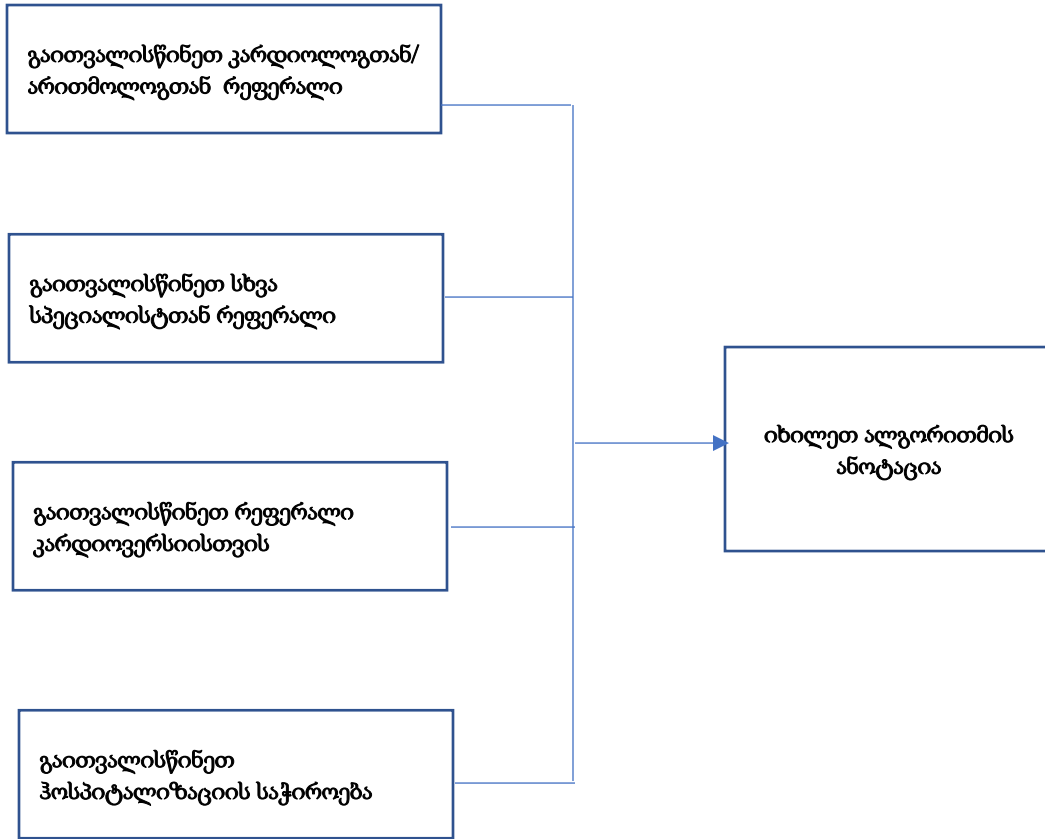 გაითვალისწინეთ კარდიოლოგთან/
არითმოლოგთან რეფერალი
გაითვალისწინეთ სხვა
სპეციალისტთან რეფერალი
გაითვალისწინეთ რეფერალი
კარდიოვერსიისთვის
გაითვალისწინეთ
ჰოსპიტალიზაციის საჭიროება
იხილეთ ალგორითმის
ანოტაცია